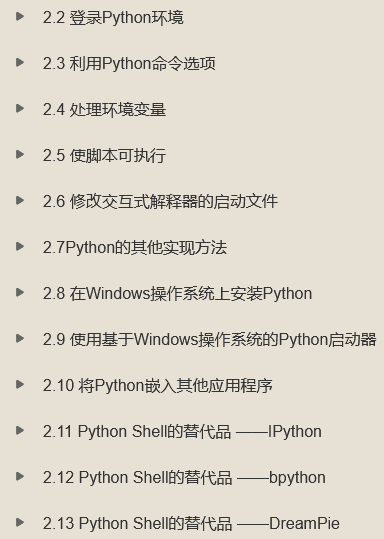 2.2 登录Python环境
2.3 利用Python命令选项
2.4 处理环境变量
2.5 使脚本可执行
2.6 修改交互式解释器的启动文件
2.7Python的其他实现方法
2.8 在Windows操作系统上安装Python
2.9 使用基于Windows操作系统的Python启动器
2.10 将Python嵌入其他应用程序
2.11 Python Shell的替代品 ——IPython
2.12 Python Shell的替代品 ——bpython
2.13 Python Shell的替代品 ——DreamPie